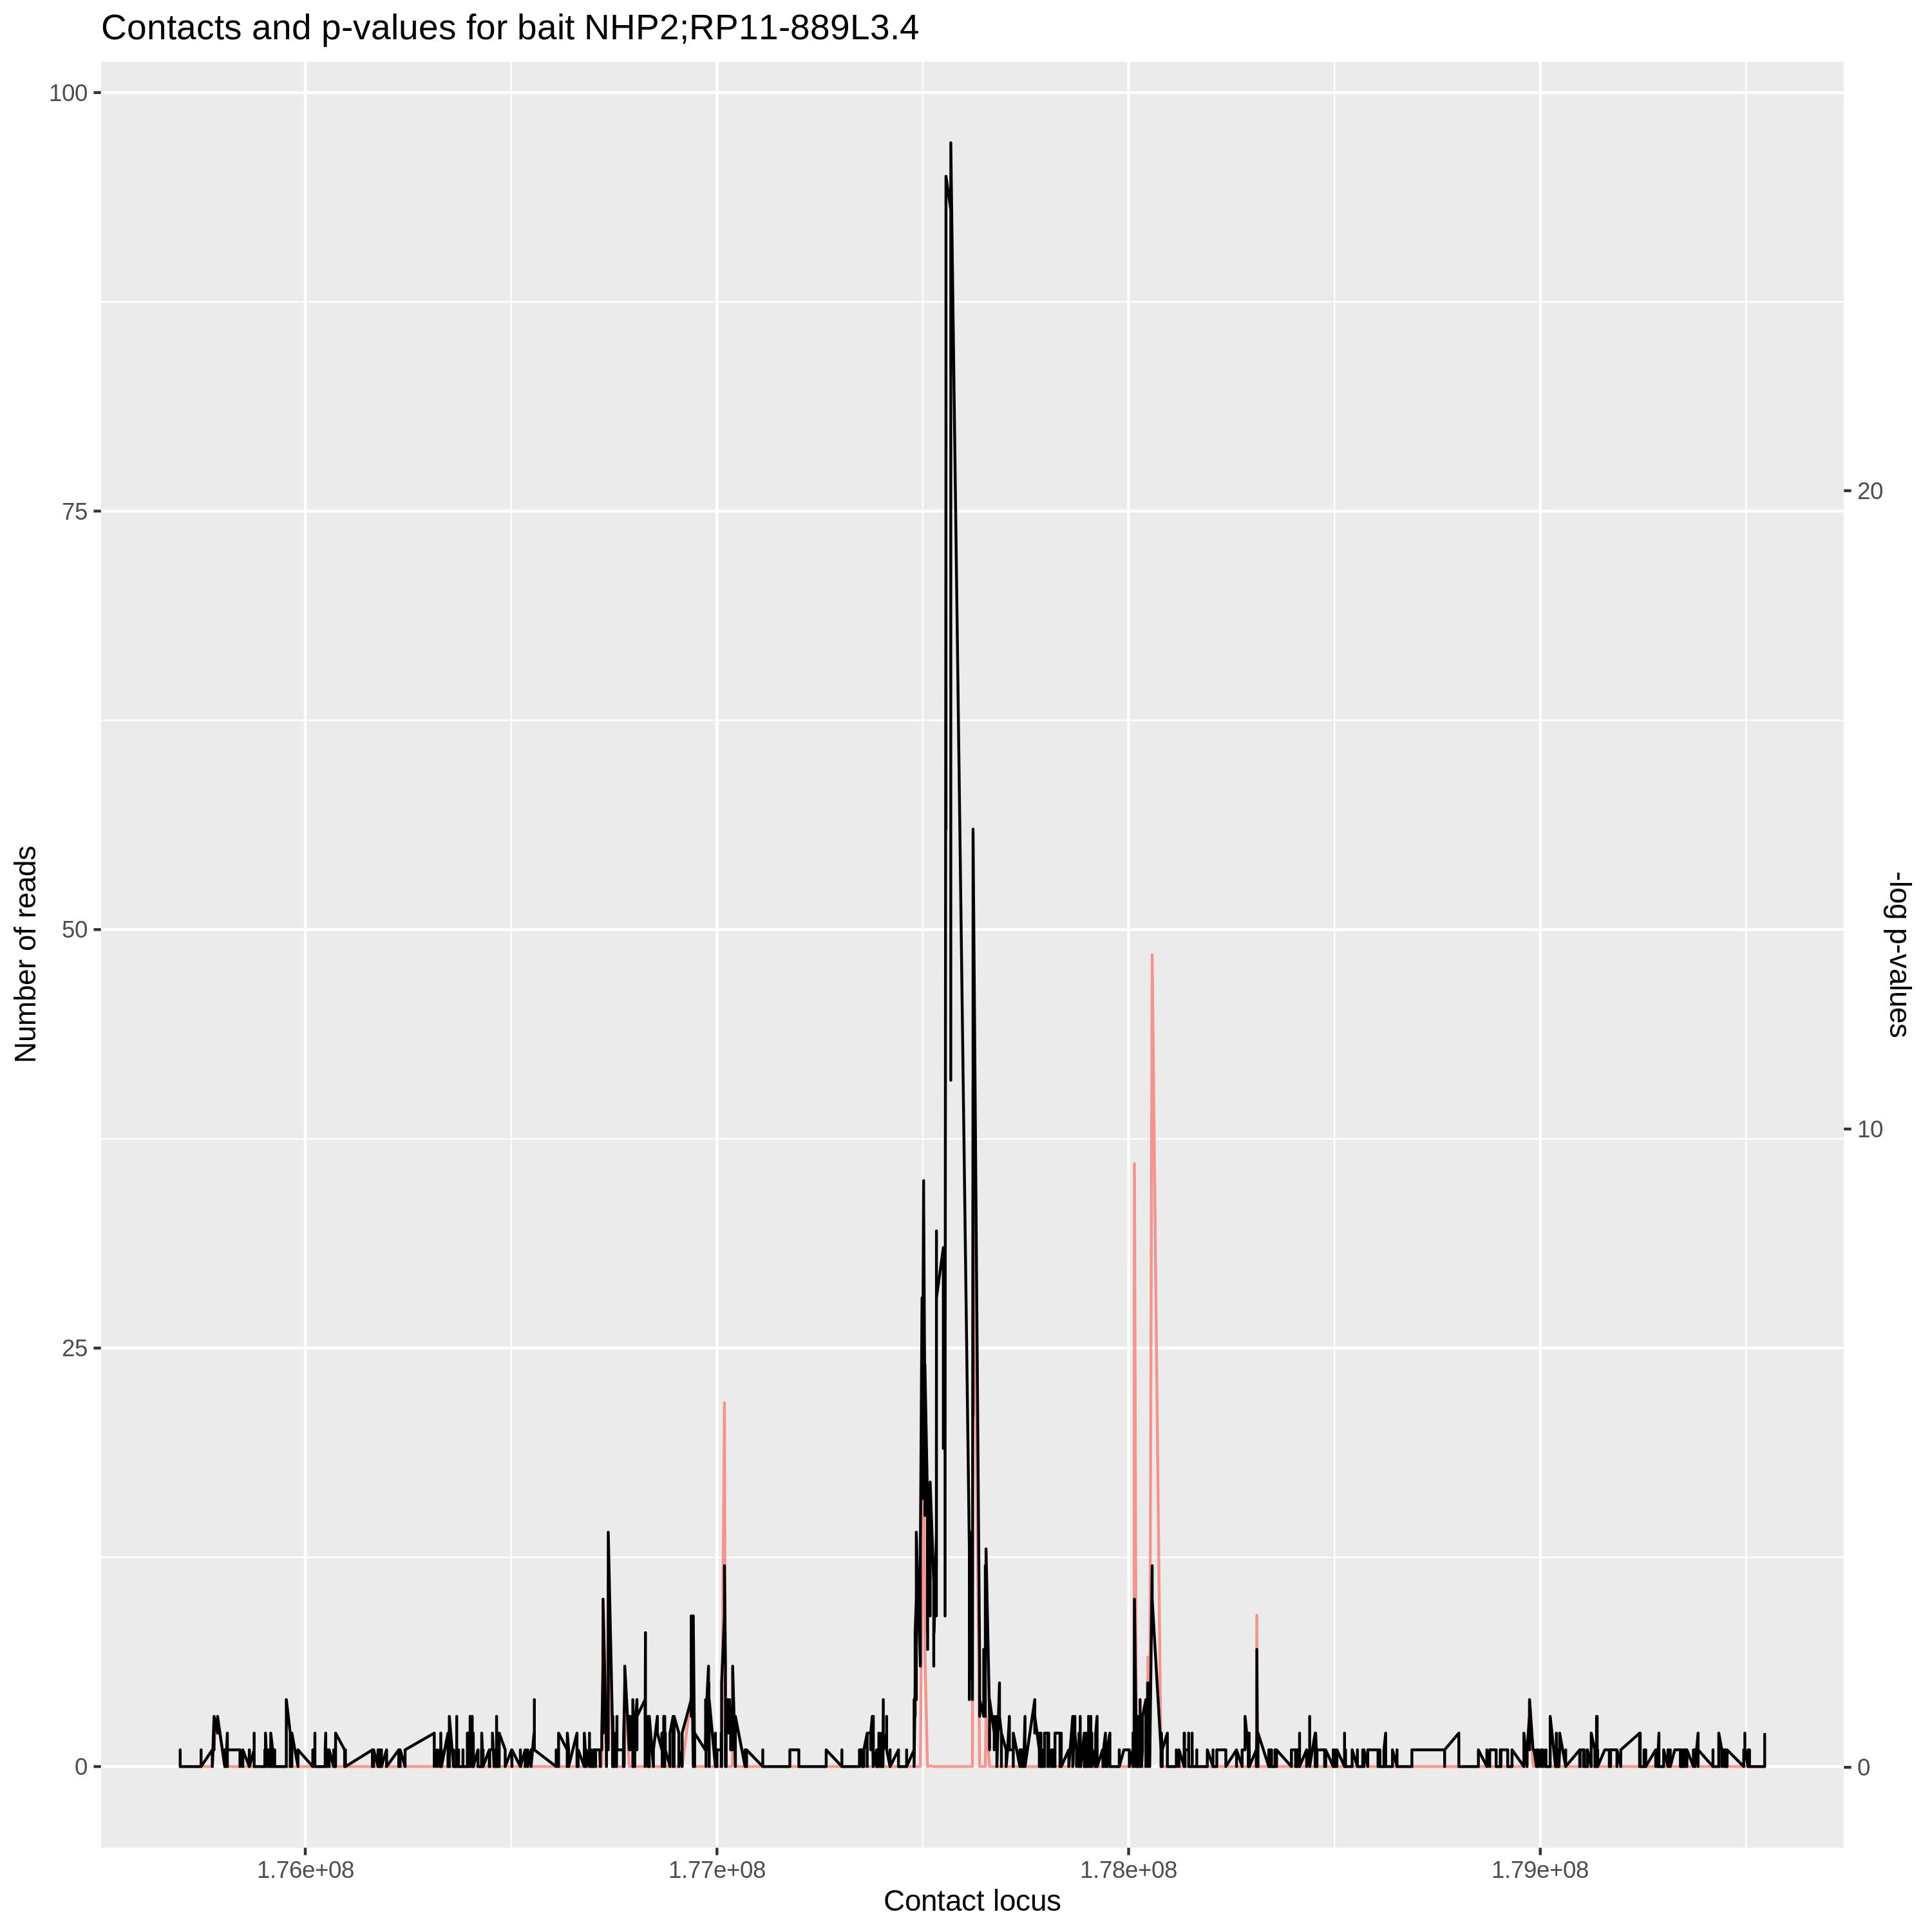 Contacts and p-values for bait NHP2;RP11-889L3.4
100
75
50
25
0
Number of reads
20
10
0
-log p-values
1.76e+08
1.77e+08
1.78e+08
1.79e+08
Contact locus